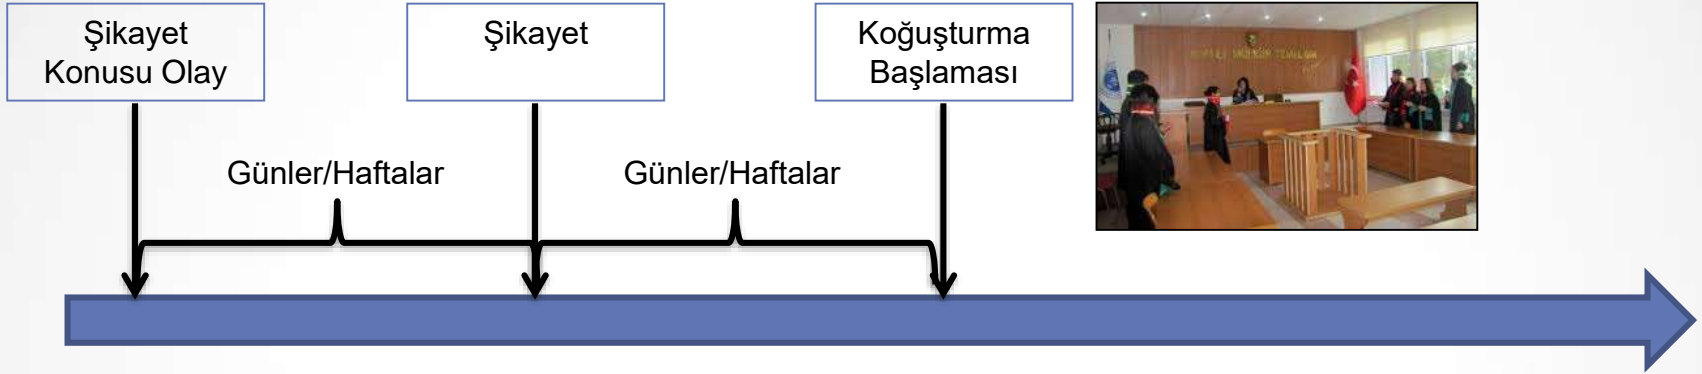 Şikayet
Konusu Olay
Şikayet
Koğuşturma
Başlaması
Günler/Haftalar
Günler/Haftalar